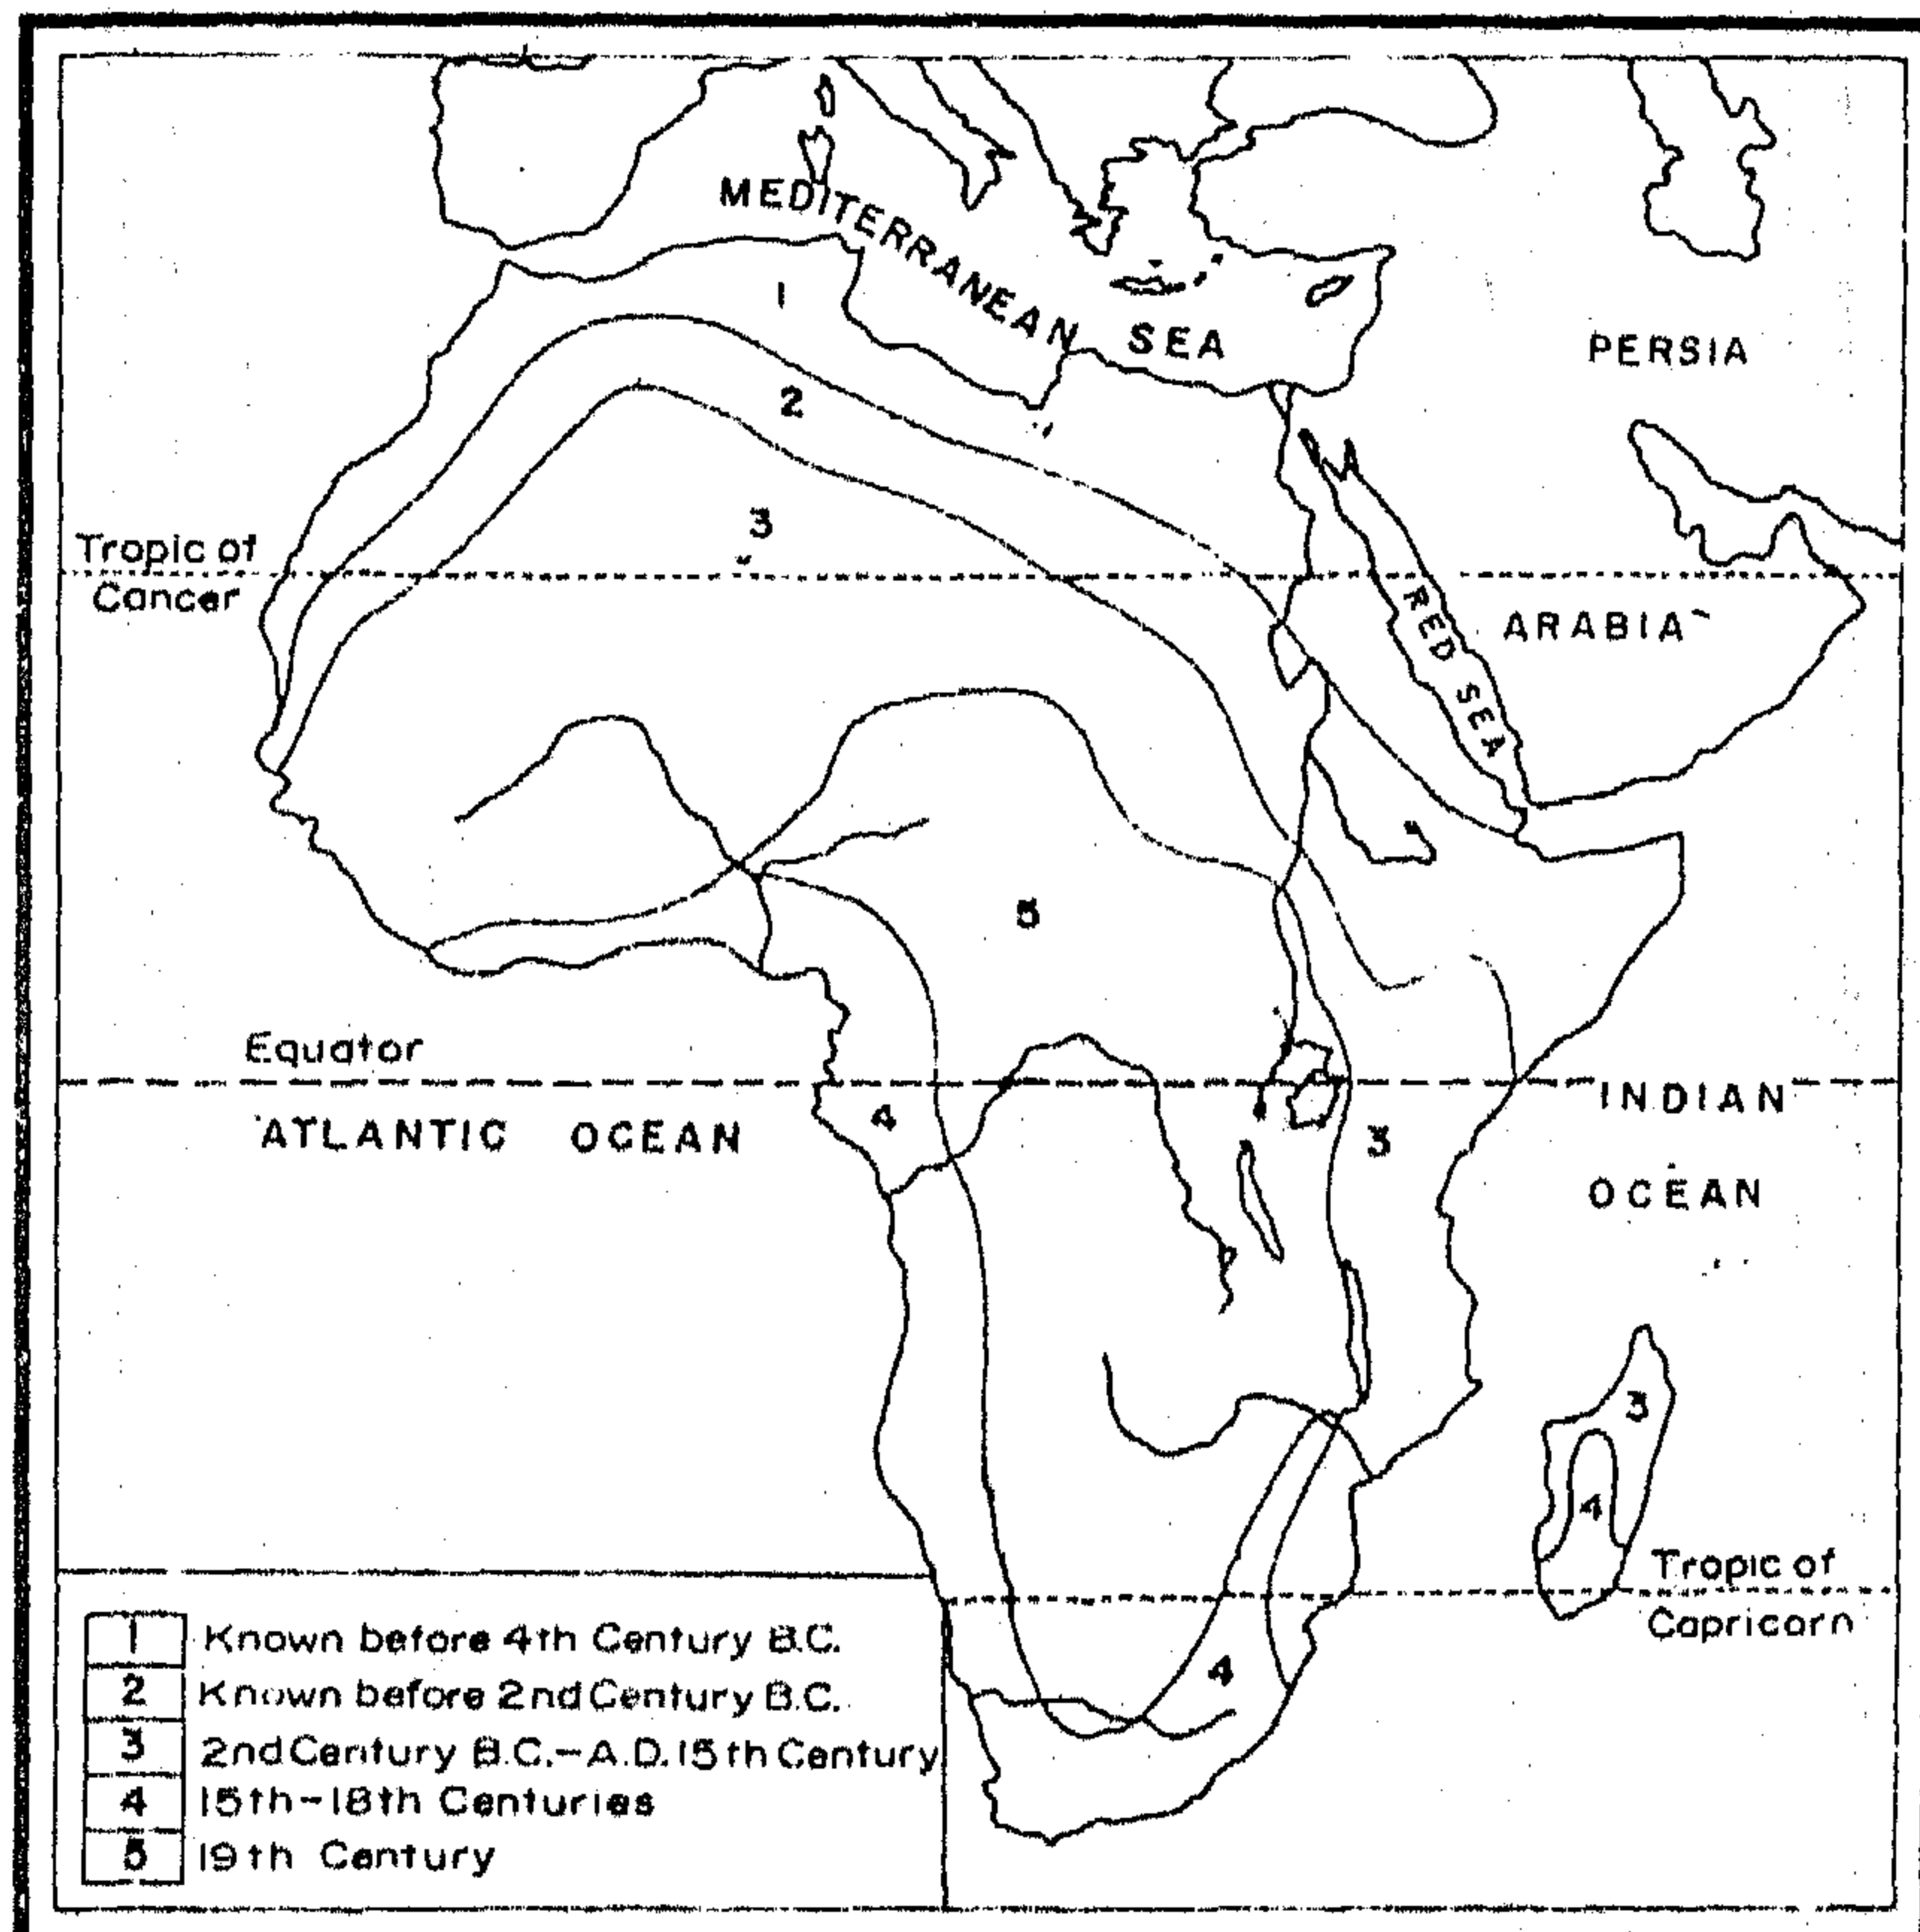 MEDITERRANEAN SEA
1
PERSIA
2
3
Tropic of
Cancer
RED SEA
ARABIA
5
Equator
ATLANTIC OCEAN
4
3
INDIAN
OCEAN
3
4
Tropic of
Capricorn
4
1 Known before 4th Century B.C.
2 Known before 2nd Century B.C.
3 2nd Century B.C.-A.D. 15th Century
4 15th-18th Centuries
5 19th Century